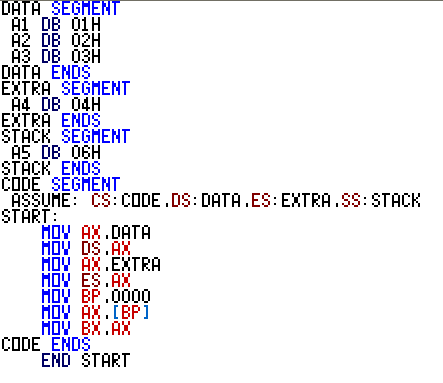 DATA SEGMENT
A1 DB 01H
A2 DB 02H
A3 DB 03H
DATA ENDS
EXTRA SEGMENT
A4 DB 04H
EXTRA ENDS
STACK SEGMENT
A5 DB 06H
STACK ENDS
CODE SEGMENT
ASSUME: CS:CODE.DS:DATA.ES:EXTRA.SS:STACK
START:
MOV AX.DATA
MOV DS.AX
MOV AX.EXTRA
MOV ES.AX
MOV BP.0000
MOV AX.[BP]
MOV BX.AX
CODE ENDS
END START